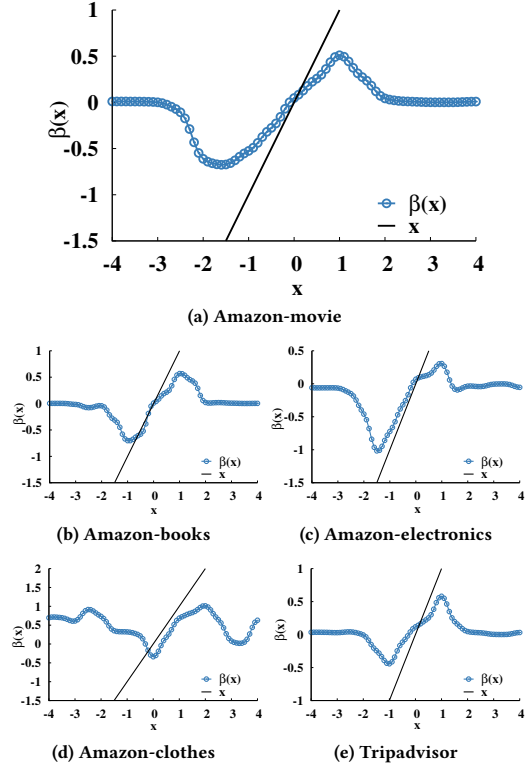 1
0.5
0
-0.5
-1
-1.5
β(x)
β(x)
x
-4 -3 -2 -1 0 1 2 3 4
x
(a) Amazon-movie
1
0.5
0
-0.5
-1
-1.5
β(x)
β(x)
x
-4 -3 -2 -1 0 1 2 3 4
x
(b) Amazon-books
0.5
0
-0.5
-1
-1.5
β(x)
β(x)
x
-4 -3 -2 -1 0 1 2 3 4
x
(c) Amazon-electronics
2
1.5
1
0.5
0
-0.5
-1
-1.5
β(x)
β(x)
x
-4 -3 -2 -1 0 1 2 3 4
x
(d) Amazon-clothes
1
0.5
0
-0.5
-1
β(x)
β(x)
x
-4 -3 -2 -1 0 1 2 3 4
x
(e) Tripadvisor